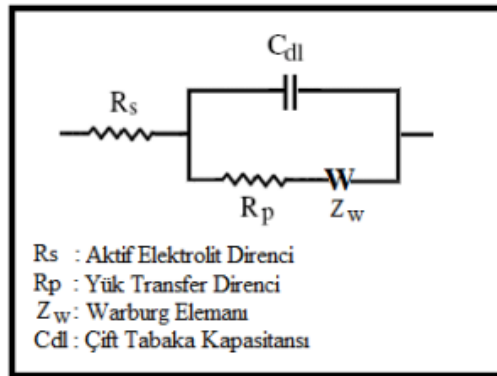 Cdl
Rs
W
Rp
Zw
Rs : Aktif Elektrolit Direnci
Rp : Yük Transfer Direnci
Zw : Warburg Elemanı
Cdl : Çift Tabaka Kapasitansı